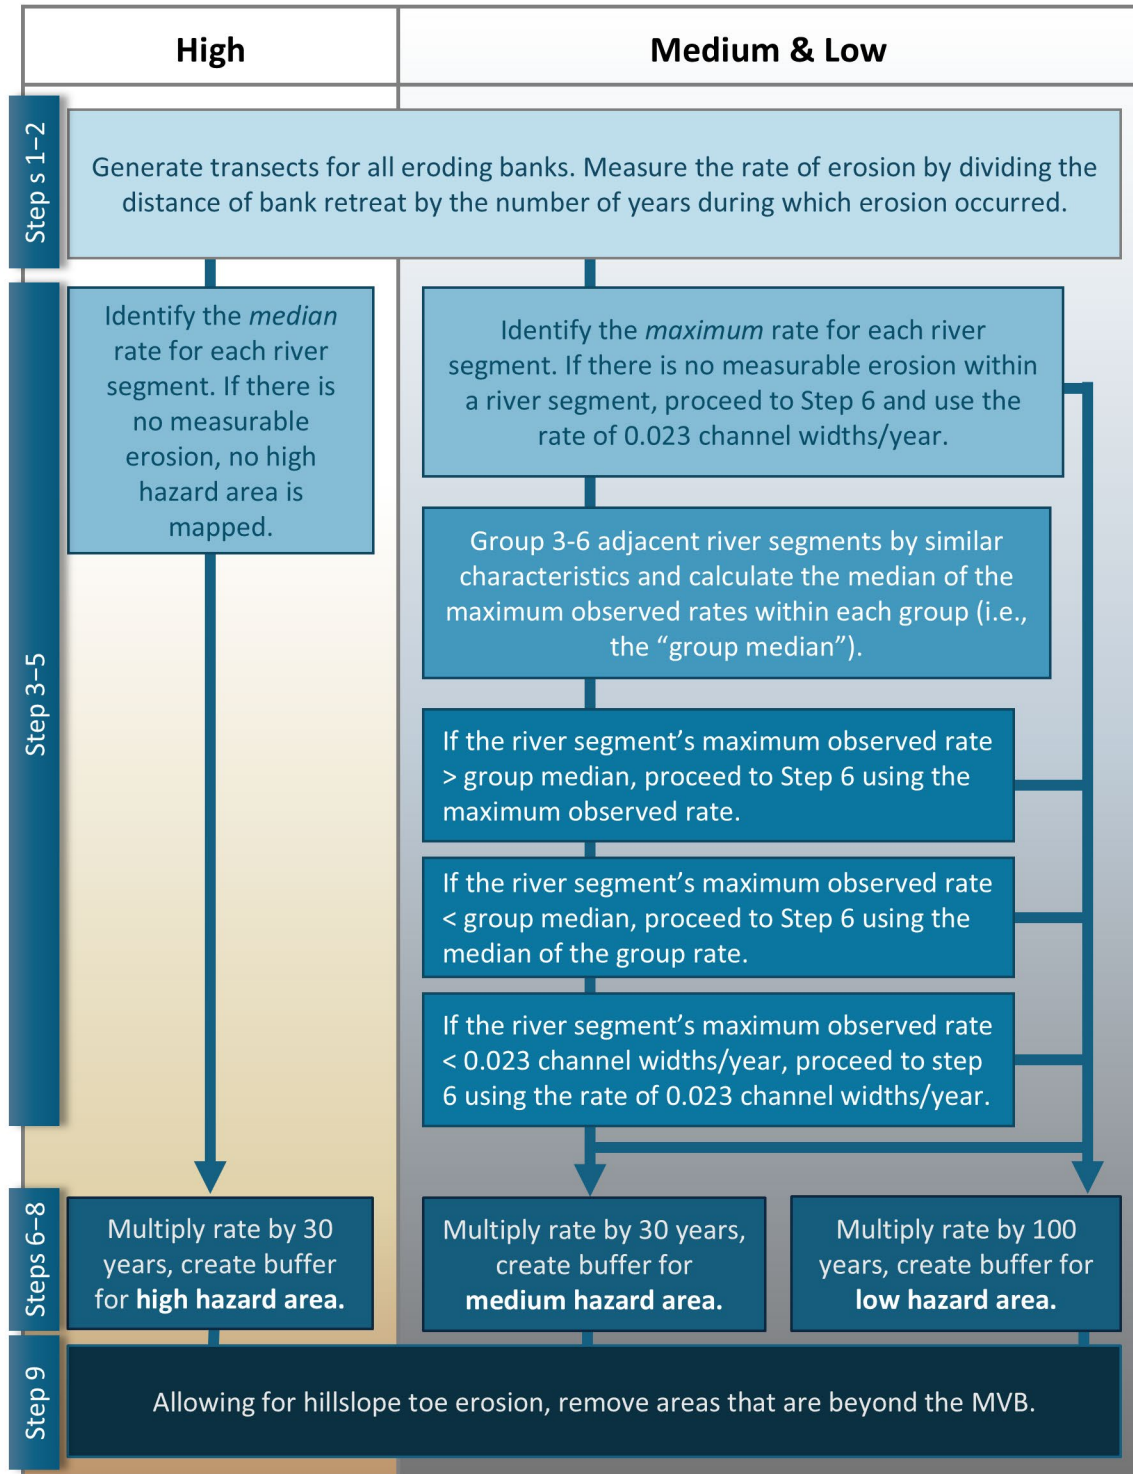 High
Medium & Low
Step s 1–2
Generate transects for all eroding banks. Measure the rate of erosion by dividing the
distance of bank retreat by the number of years during which erosion occurred.
Step 3–5
Identify the median
rate for each river
segment. If there is
no measurable
erosion, no high
hazard area is
mapped.
Identify the maximum rate for each river
segment. If there is no measurable erosion within
a river segment, proceed to Step 6 and use the
rate of 0.023 channel widths/year.
Group 3-6 adjacent river segments by similar
characteristics and calculate the median of the
maximum observed rates within each group (i.e.,
the “group median”).
If the river segment’s maximum observed rate
> group median, proceed to Step 6 using the
maximum observed rate.
If the river segment’s maximum observed rate
< group median, proceed to Step 6 using the
median of the group rate.
If the river segment’s maximum observed rate
< 0.023 channel widths/year, proceed to step
6 using the rate of 0.023 channel widths/year.
Steps 6–8
Multiply rate by 30
years, create buffer
for high hazard area.
Multiply rate by 30 years,
create buffer for
medium hazard area.
Multiply rate by 100
years, create buffer for
low hazard area.
Step 9
Allowing for hillslope toe erosion, remove areas that are beyond the MVB.